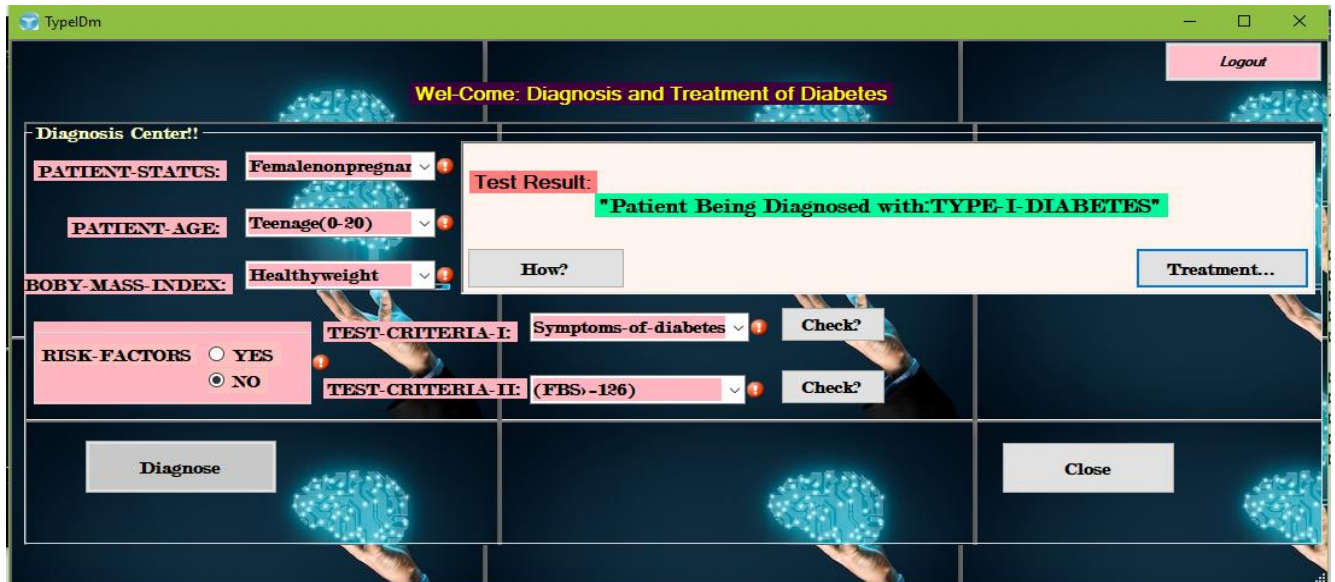 TypeIDm
Logout
Wel-Come: Diagnosis and Treatment of Diabetes
Diagnosis Center!!
PATIENT-STATUS:
Femalenonpregnar
PATIENT-AGE:
Teenage(0-20)
BOBY-MASS-INDEX:
Healthyweight
Test Result:
"Patient Being Diagnosed with:TYPE-I-DIABETES"
How?
Treatment...
RISK-FACTORS
YES
NO
TEST-CRITERIA-I:
Symptoms-of-diabetes
Check?
TEST-CRITERIA-II:
(FBS>-126)
Check?
Diagnose
Close